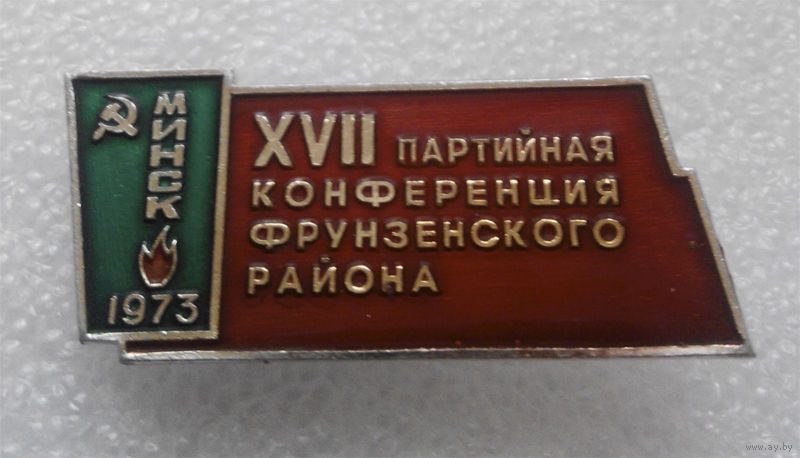 МИНСК
1973
XVII ПАРТИЙНАЯ
КОНФЕРЕНЦИЯ
ФРУНЗЕНСКОГО
РАЙОНА
www.ay.by